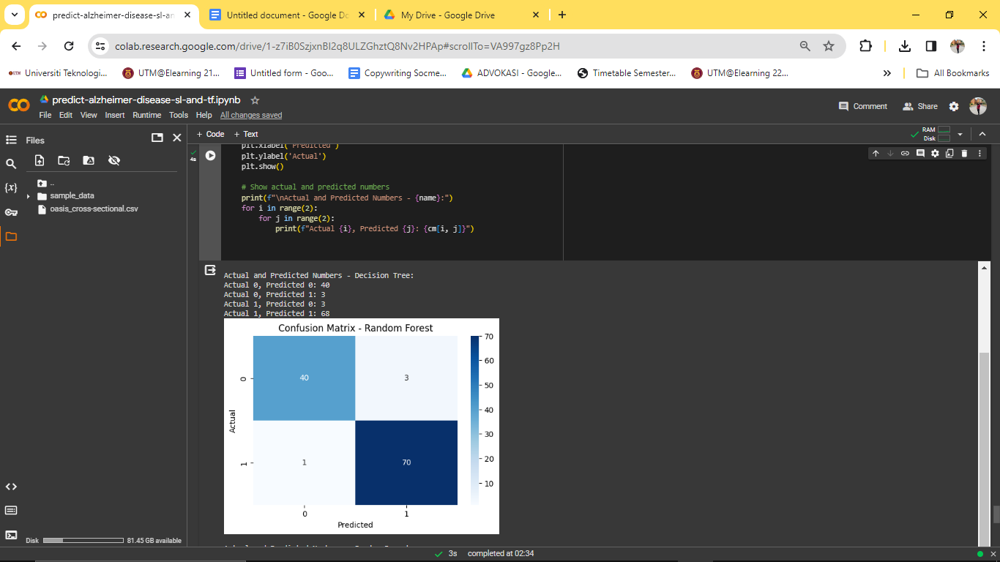 predict-alzheimer-disease-sl-an
Untitled document - Google Do
My Drive - Google Drive
colab.research.google.com/drive/1-z7iB0SzjxnBI2q8ULZGhztQ8Nv2HPAp#scrollTo=VA997gz8Pp2H
Universiti Teknologi...
UTM@Elearning 21...
Untitled form - Goo...
Copywriting Socme...
ADVOKASI - Google...
Timetable Semester...
UTM@Elearning 22...
All Bookmarks
predict-alzheimer-disease-sl-and-tf.ipynb
Comment
Share
File Edit View Insert Runtime Tools Help All changes saved
Files
+ Code + Text
RAM
Disk
..
sample_data
oasis_cross-sectional.csv
4s
plt.xlabel('Predicted')
plt.ylabel('Actual')
plt.show()
# Show actual and predicted numbers
print(f"\nActual and Predicted Numbers - {name}:")
for i in range(2):
for j in range(2):
print(f"Actual {i}, Predicted {j}: {cm[i, j]}")
Actual and Predicted Numbers - Decision Tree:
Actual 0, Predicted 0: 40
Actual 0, Predicted 1: 3
Actual 1, Predicted 0: 3
Actual 1, Predicted 1: 68
Confusion Matrix - Random Forest
40 3
1 70
0
1
Actual
0 1
Predicted
70
60
50
40
30
20
10
Disk 81.45 GB available
3s completed at 02:34